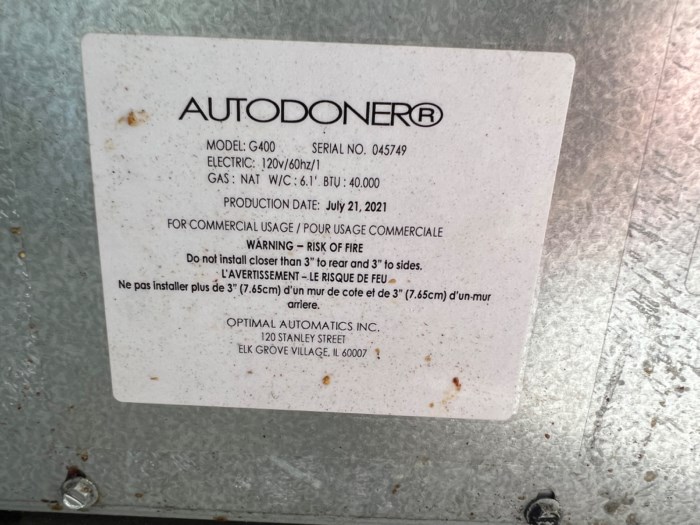 AUTODONER®
MODEL: G400 SERIAL NO. 045749
ELECTRIC: 120v/60hz/1
GAS: NAT W/C: 6.1' BTU: 40.000
PRODUCTION DATE: July 21, 2021
FOR COMMERCIAL USAGE / POUR USAGE COMMERCIALE
WARNING – RISK OF FIRE
Do not install closer than 3" to rear and 3" to sides.
L'AVERTISSEMENT – LE RISQUE DE FEU
Ne pas installer plus de 3" (7.65cm) d'un mur de cote et de 3" (7.65cm) d'un-mur
arriere.
OPTIMAL AUTOMATICS INC.
120 STANLEY STREET
ELK GROVE VILLAGE, IL 60007